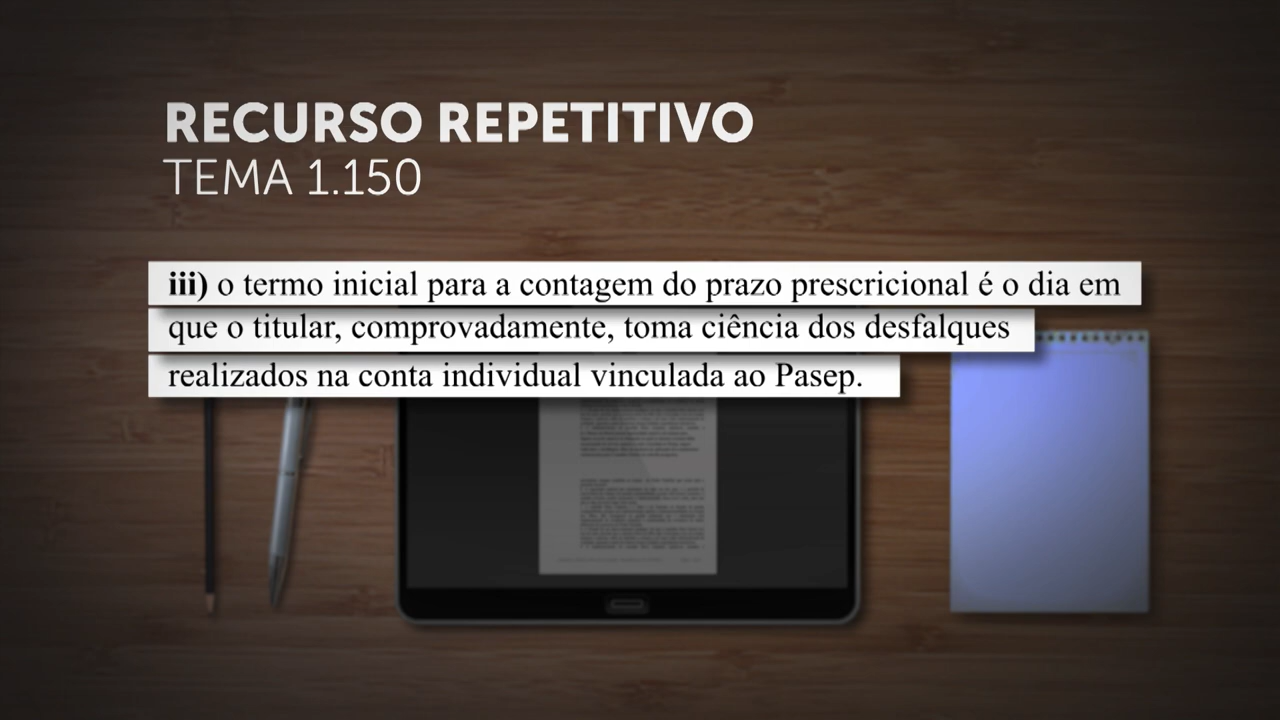 RECURSO REPETITIVO
TEMA 1.150
iii) o termo inicial para a contagem do prazo prescricional é o dia em
que o titular, comprovadamente, toma ciência dos desfalques
realizados na conta individual vinculada ao Pasep.